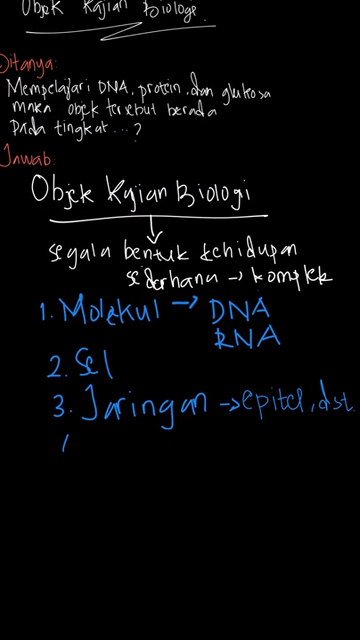 Objek Kajian Biologi
Ditanya:
Mempelajari DNA, protein, dan glukosa
maka objek tersebut berada
pada tingkat ... ?
Jawab:
Objek Kajian Biologi
segala bentuk kehidupan
sederhana → komplek
1. Molekul → DNA
RNA
2. Sel
3. Jaringan → epitel, dst.